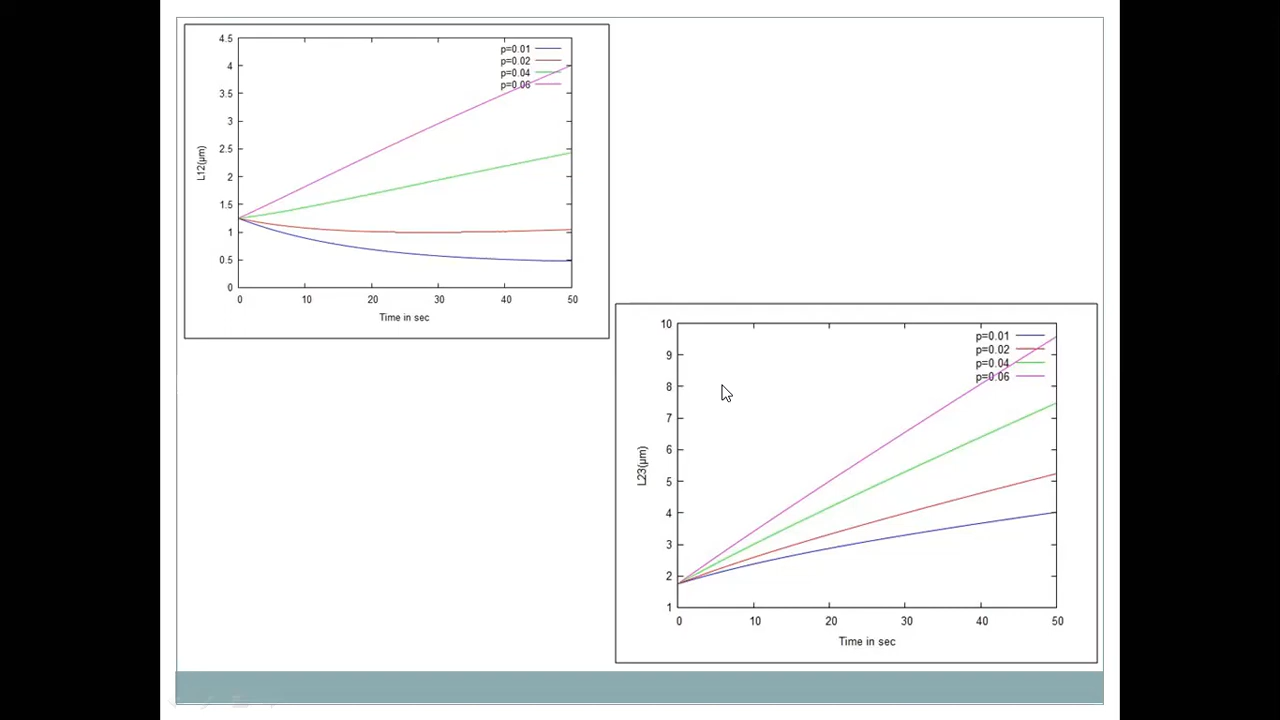 4.5
4
3.5
3
2.5
2
1.5
1
0.5
0
L12(μm)
p=0.01
p=0.02
p=0.04
p=0.06
0 10 20 30 40 50
Time in sec
10
9
8
7
6
5
4
3
2
1
L23(μm)
p=0.01
p=0.02
p=0.04
p=0.06
0 10 20 30 40 50
Time in sec